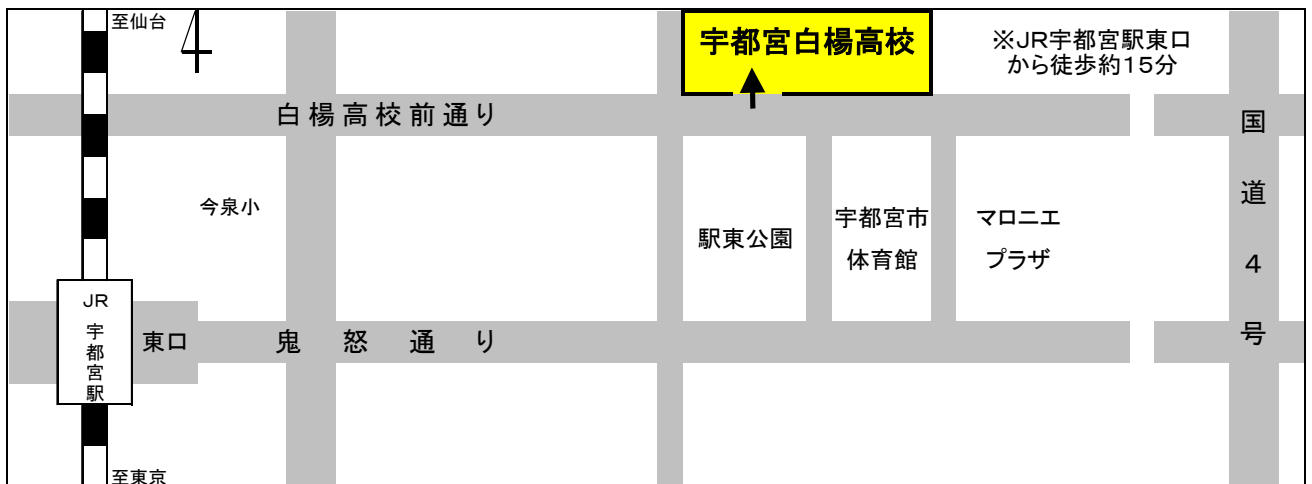 至仙台
宇都宮白楊高校
※JR宇都宮駅東口
から徒歩約15分
白楊高校前通り
国道4号
今泉小
駅東公園
宇都宮市
体育館
マロニエ
プラザ
JR
宇都宮駅
東口
鬼怒通り
至東京